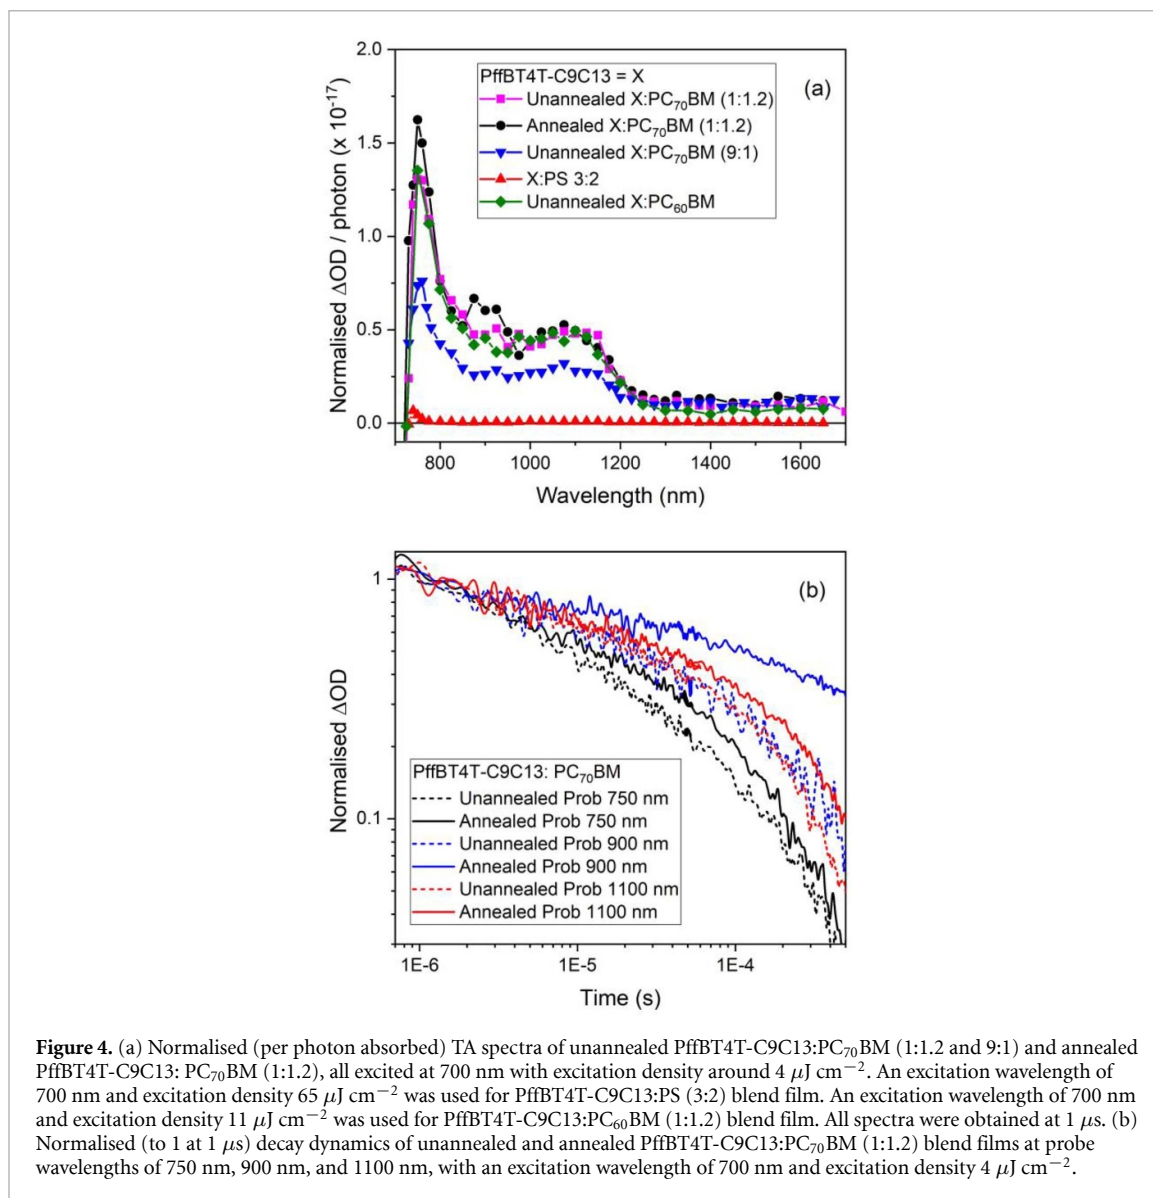 2.0
1.5
1.0
0.5
0.0
Normalised ΔOD / photon (x 10⁻¹⁷)
PffBT4T-C9C13 = X
Unannealed X:PC₇₀BM (1:1.2)
Annealed X:PC₇₀BM (1:1.2)
Unannealed X:PC₇₀BM (9:1)
X:PS 3:2
Unannealed X:PC₆₀BM
(a)
800 1000 1200 1400 1600
Wavelength (nm)
(b)
1
0.1
Normalised ΔOD
PffBT4T-C9C13: PC₇₀BM
Unannealed Prob 750 nm
Annealed Prob 750 nm
Unannealed Prob 900 nm
Annealed Prob 900 nm
Unannealed Prob 1100 nm
Annealed Prob 1100 nm
1E-6 1E-5 1E-4
Time (s)
Figure 4. (a) Normalised (per photon absorbed) TA spectra of unannealed PffBT4T-C9C13:PC₇₀BM (1:1.2 and 9:1) and annealed
PffBT4T-C9C13: PC₇₀BM (1:1.2), all excited at 700 nm with excitation density around 4 μJ cm⁻². An excitation wavelength of
700 nm and excitation density 65 μJ cm⁻² was used for PffBT4T-C9C13:PS (3:2) blend film. An excitation wavelength of 700 nm
and excitation density 11 μJ cm⁻² was used for PffBT4T-C9C13:PC₆₀BM (1:1.2) blend film. All spectra were obtained at 1 μs. (b)
Normalised (to 1 at 1 μs) decay dynamics of unannealed and annealed PffBT4T-C9C13:PC₇₀BM (1:1.2) blend films at probe
wavelengths of 750 nm, 900 nm, and 1100 nm, with an excitation wavelength of 700 nm and excitation density 4 μJ cm⁻².